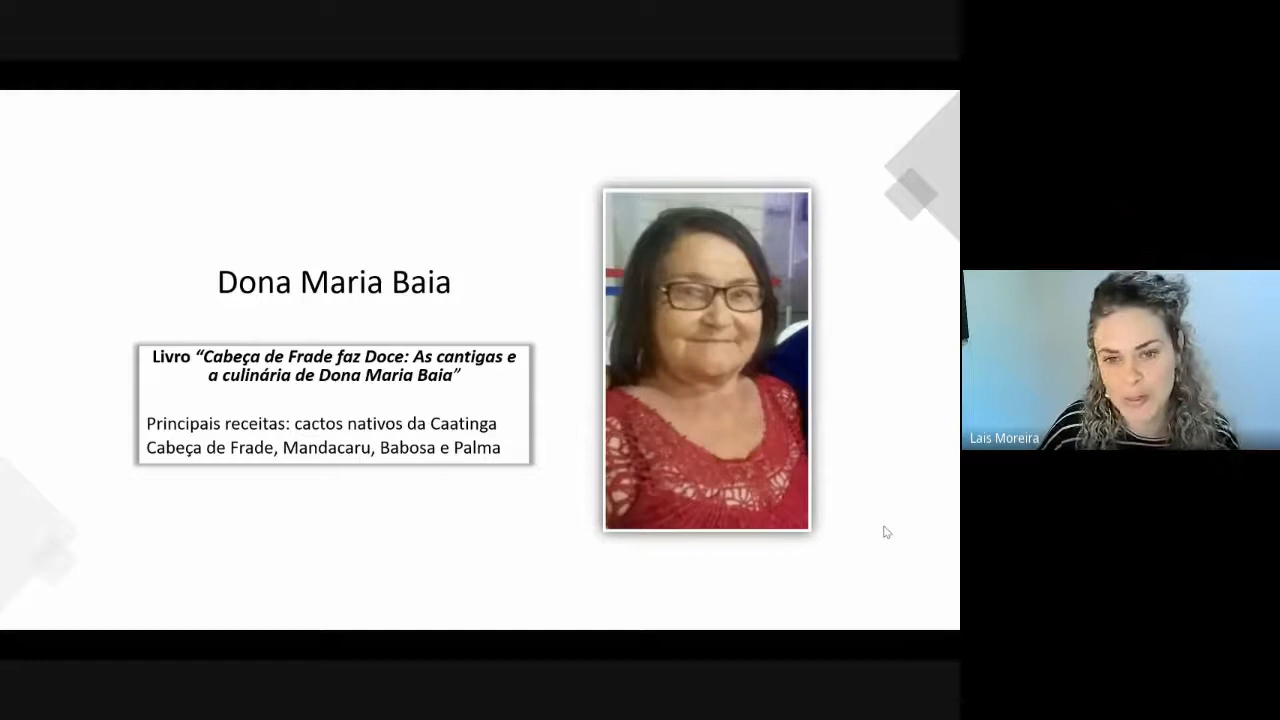 Dona Maria Baia
Livro “Cabeça de Frade faz Doce: As cantigas e
a culinária de Dona Maria Baia”
Principais receitas: cactos nativos da Caatinga
Cabeça de Frade, Mandacaru, Babosa e Palma
Lais Moreira